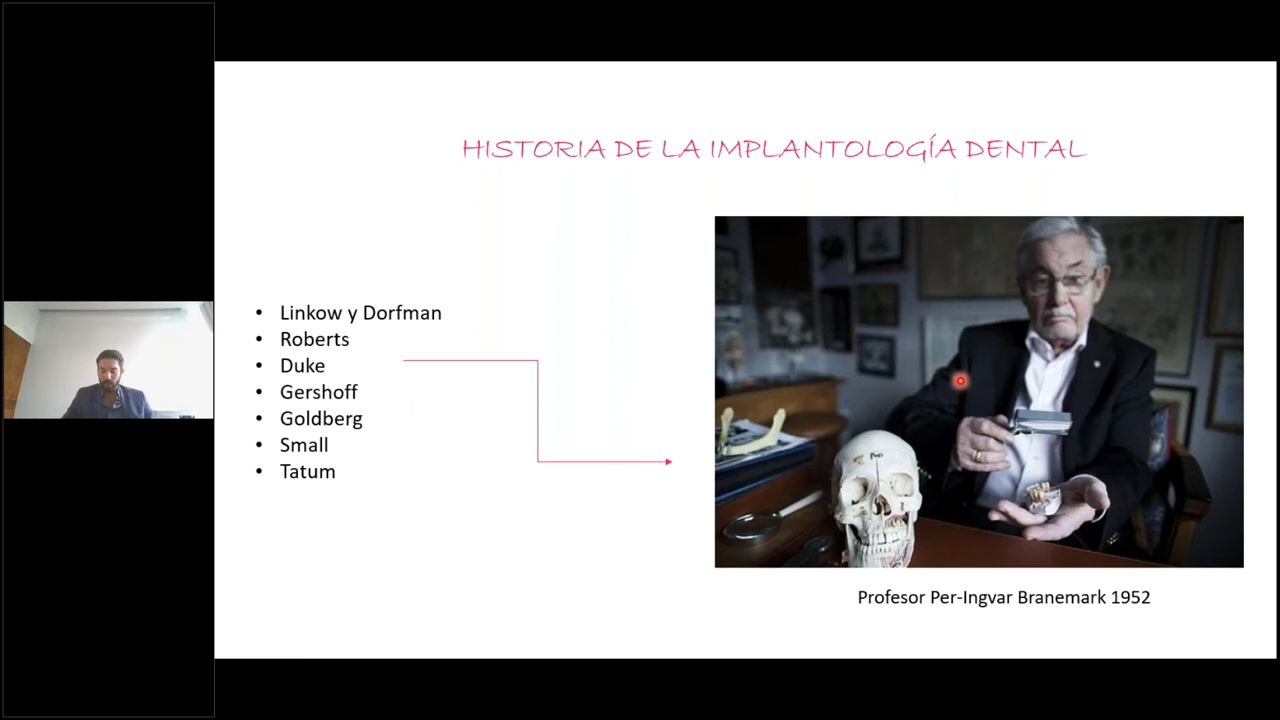 HISTORIA DE LA IMPLANTOLOGÍA DENTAL
• Linkow y Dorfman
• Roberts
• Duke
• Gershoff
• Goldberg
• Small
• Tatum
Profesor Per-Ingvar Branemark 1952